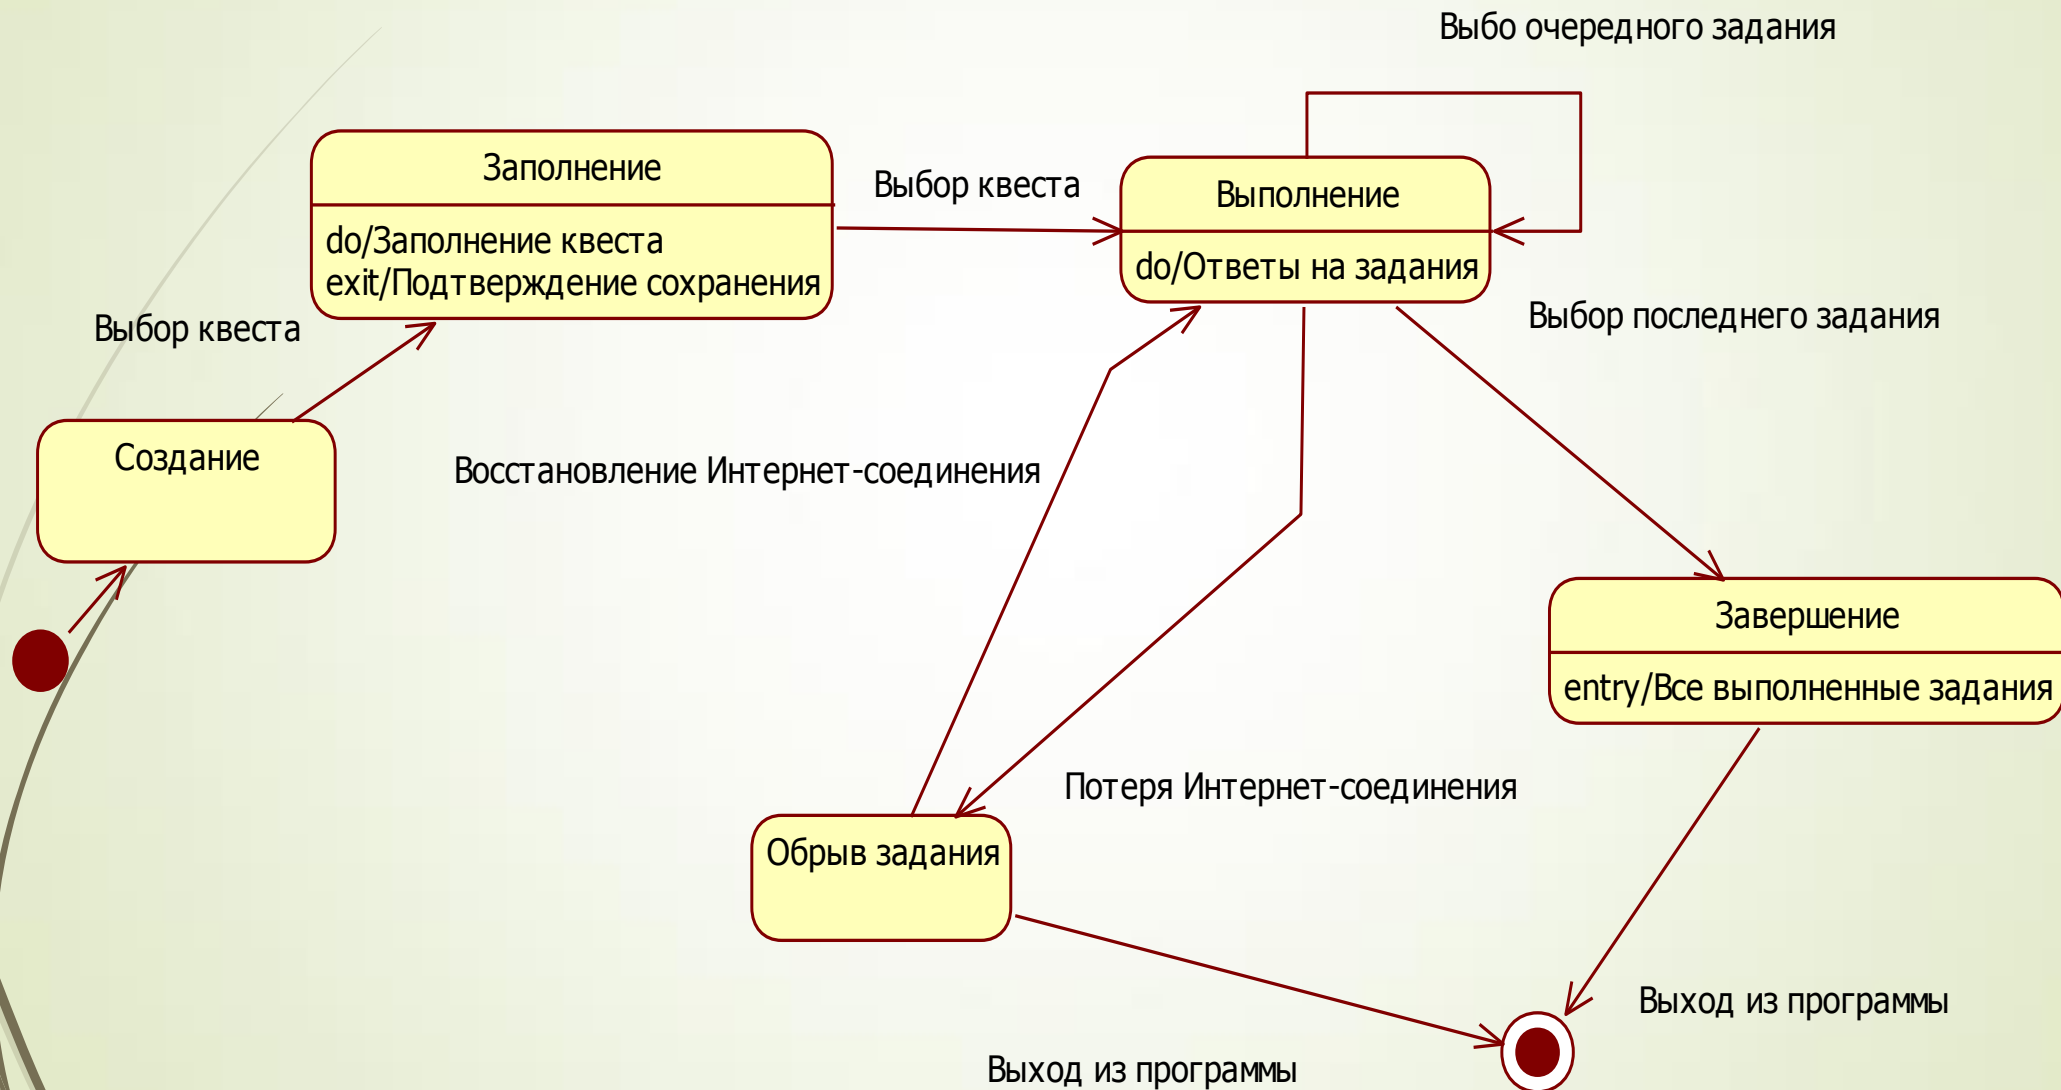 Выбо очередного задания
Заполнение
do/Заполнение квеста
exit/Подтверждение сохранения
Выбор квеста
Выполнение
do/Ответы на задания
Выбор квеста
Выбор последнего задания
Создание
Восстановление Интернет-соединения
Завершение
entry/Все выполненные задания
Потеря Интернет-соединения
Обрыв задания
Выход из программы
Выход из программы